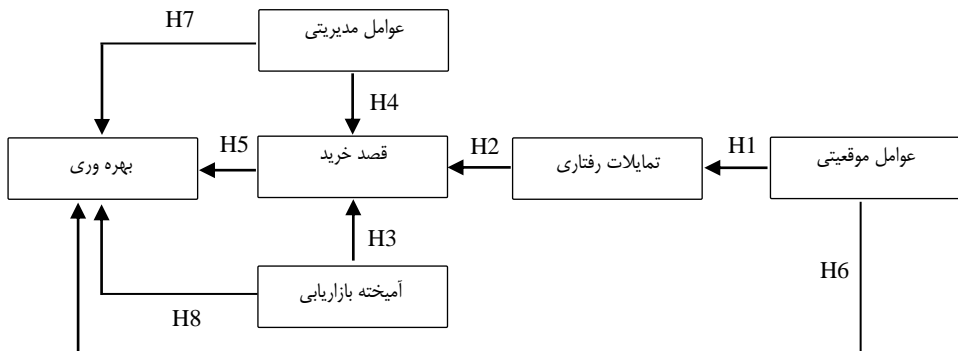 H7
عوامل مدیریتی
H4
بهره وری
H5
قصد خرید
H2
تمایلات رفتاری
H1
عوامل موقعیتی
H3
H6
آمیخته بازاریابی
H8